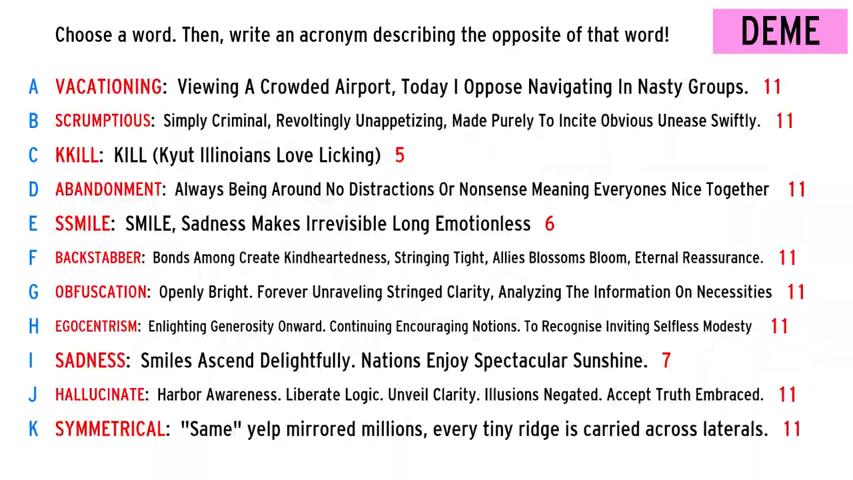 Choose a word. Then, write an acronym describing the opposite of that word!
DEME
A VACATIONING: Viewing A Crowded Airport, Today I Oppose Navigating In Nasty Groups. 11
B SCRUMPTIOUS: Simply Criminal, Revoltingly Unappetizing, Made Purely To Incite Obvious Unease Swiftly. 11
C KKILL: KILL (Kyut Illinoians Love Licking) 5
D ABANDONMENT: Always Being Around No Distractions Or Nonsense Meaning Everyones Nice Together 11
E SSMILE: SMILE, Sadness Makes Irrevisible Long Emotionless 6
F BACKSTABBER: Bonds Among Create Kindheartedness, Stringing Tight, Allies Blossoms Bloom, Eternal Reassurance. 11
G OBFUSCATION: Openly Bright. Forever Unraveling Stringed Clarity, Analyzing The Information On Necessities 11
H EGOCENTRISM: Enlighting Generosity Onward. Continuing Encouraging Notions. To Recognise Inviting Selfless Modesty 11
I SADNESS: Smiles Ascend Delightfully. Nations Enjoy Spectacular Sunshine. 7
J HALLUCINATE: Harbor Awareness. Liberate Logic. Unveil Clarity. Illusions Negated. Accept Truth Embraced. 11
K SYMMETRICAL: "Same" yelp mirrored millions, every tiny ridge is carried across laterals. 11